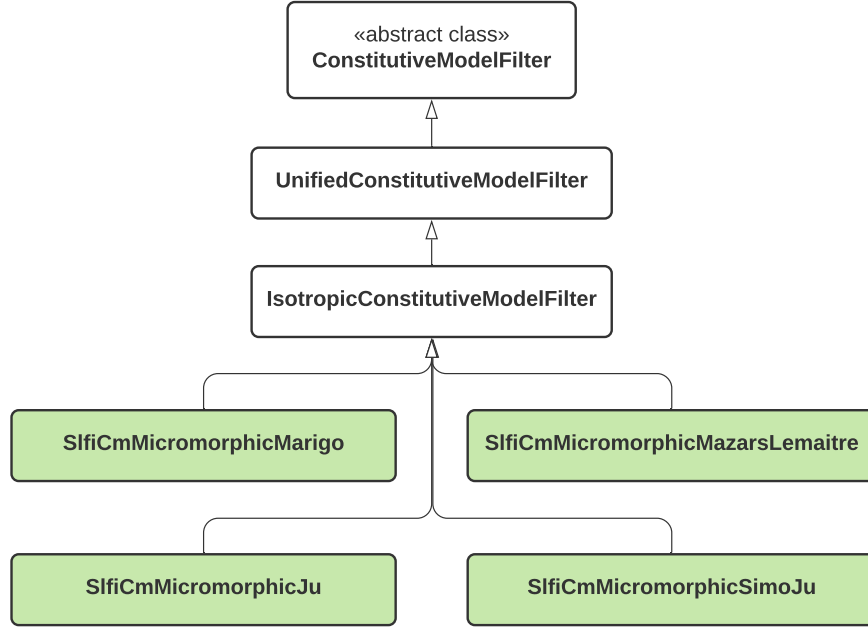 «abstract class»
ConstitutiveModelFilter
UnifiedConstitutiveModelFilter
IsotropicConstitutiveModelFilter
SlfiCmMicromorphicMarigo
SlfiCmMicromorphicMazarsLemaitre
SlfiCmMicromorphicJu
SlfiCmMicromorphicSimoJu